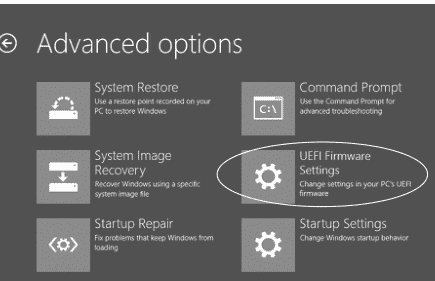 Advanced options
System Restore
Use a restore point recorded on your
PC to restore Windows
Command Prompt
Use the Command Prompt for
advanced troubleshooting
C:\
System Image
Recovery
Recover Windows using a specific
system image file
UEFI Firmware
Settings
Change settings in your PC's UEFI
firmware
Startup Repair
Fix problems that keep Windows from
loading
Startup Settings
Change Windows startup behavior